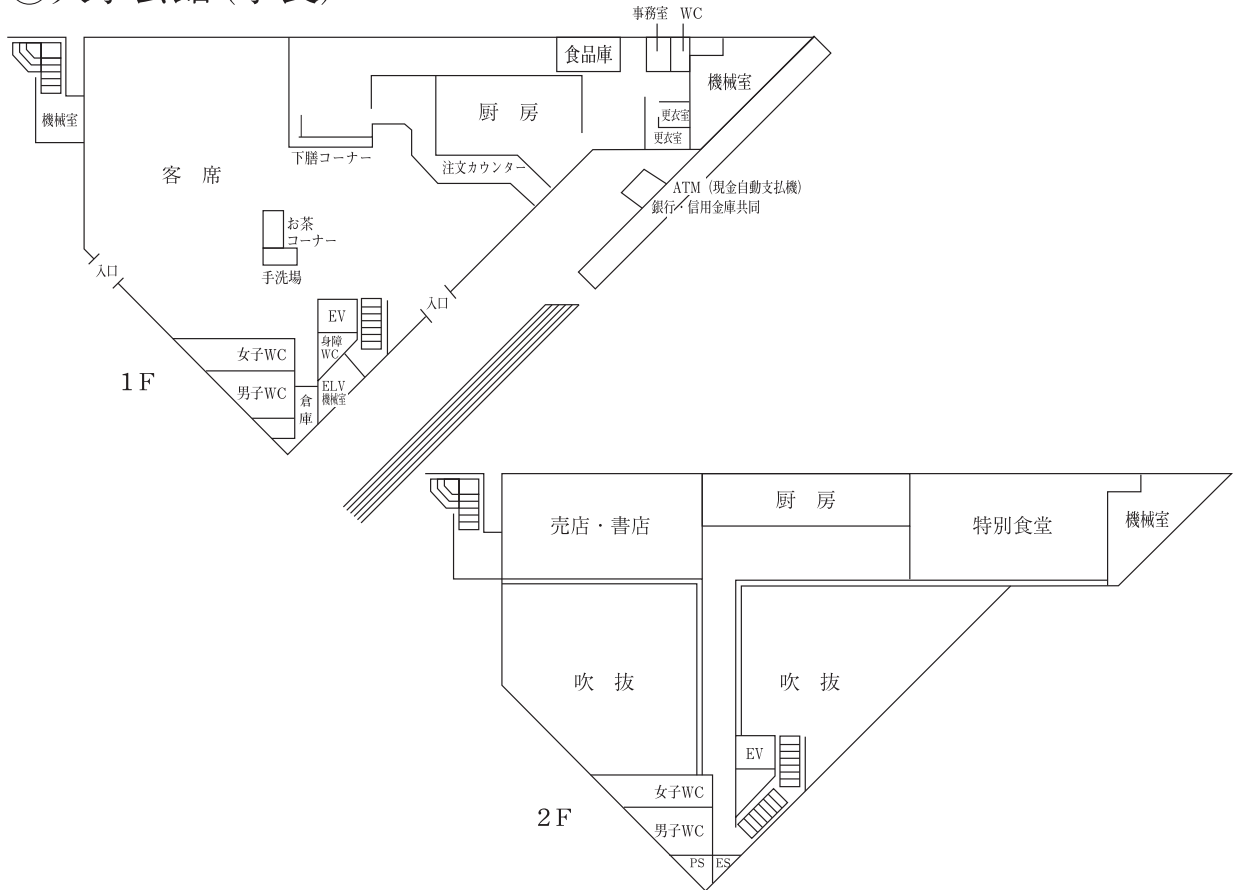 事務室 WC
食品庫
機械室
機械室
厨 房
更衣室
更衣室
下膳コーナー
注文カウンター
客 席
ATM（現金自動支払機）
銀行・信用金庫共同
お茶
コーナー
手洗場
入口
入口
EV
身障
WC
女子WC
男子WC
ELV
機械室
倉
庫
1F
売店・書店
厨 房
特別食堂
機械室
吹 抜
吹 抜
EV
女子WC
男子WC
PS
ES
2F